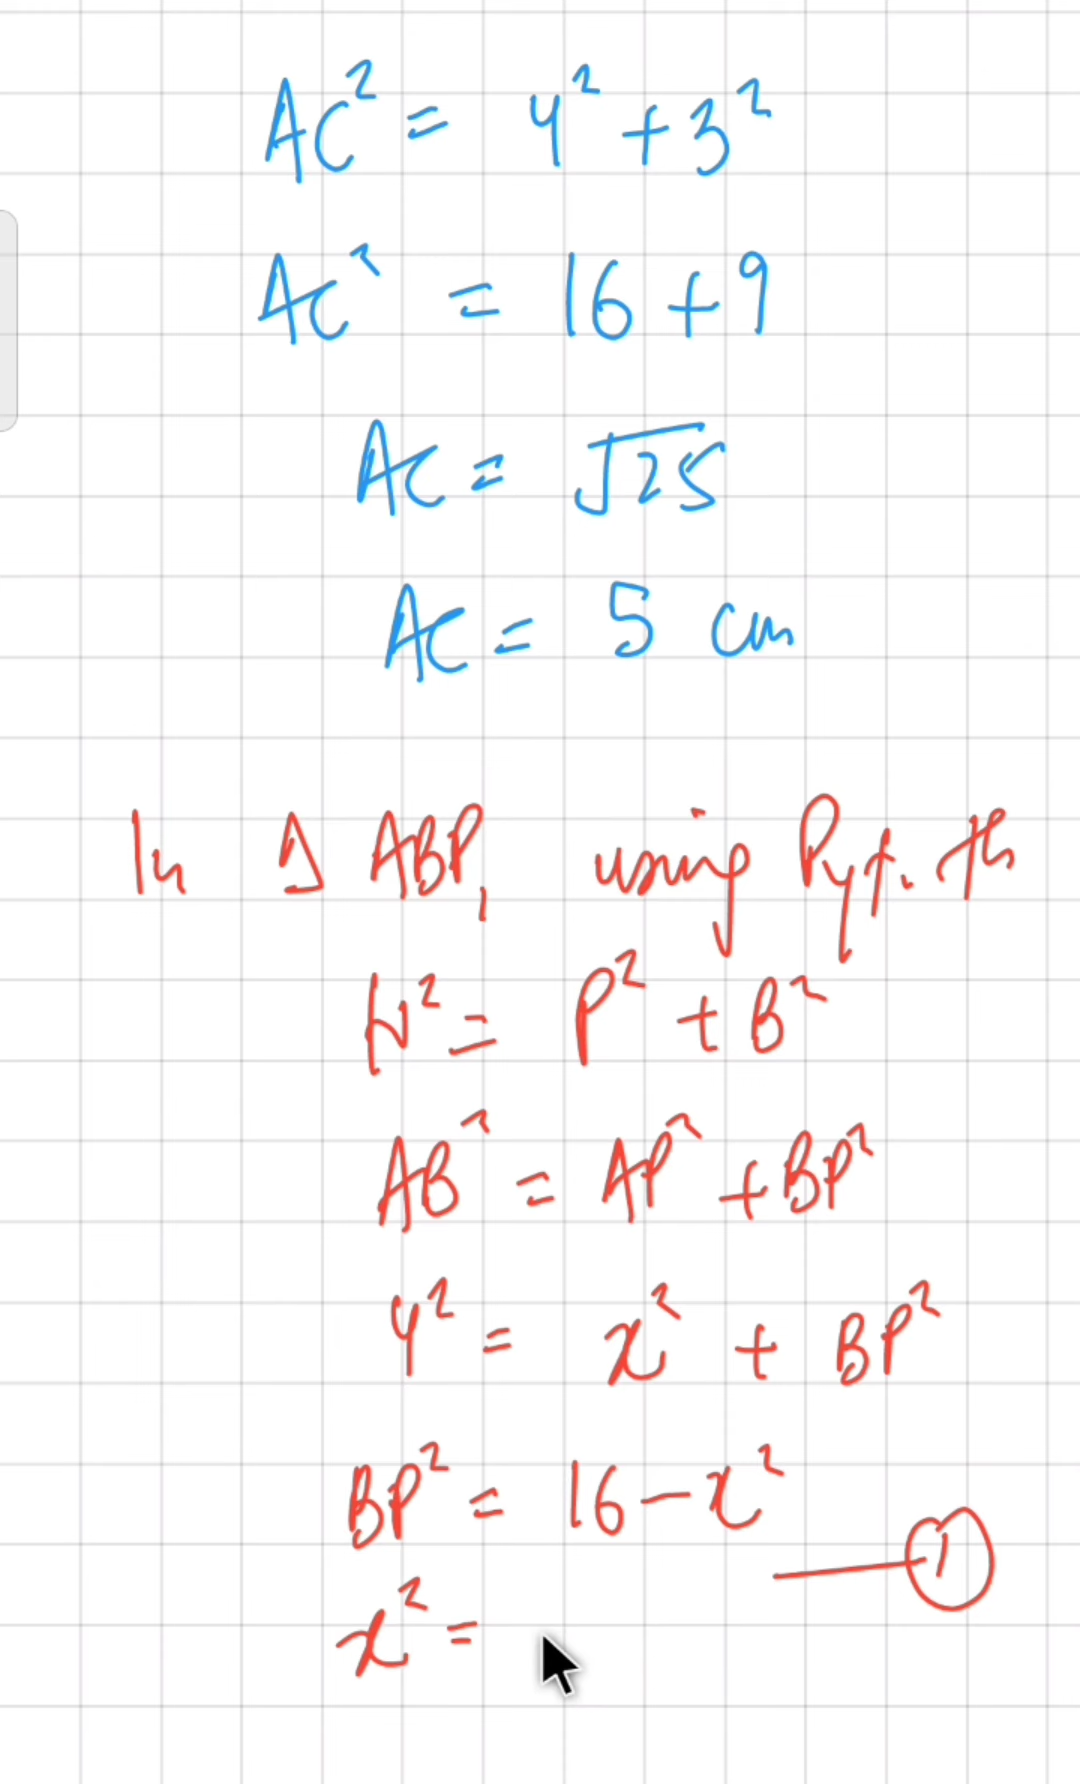 AC² = 4² + 3²
AC² = 16 + 9
AC = √25
AC = 5 cm
In Δ ABP, using Pyt. th
H² = P² + B²
AB² = AP² + BP²
4² = x² + BP²
BP² = 16 - x²
①
x² =